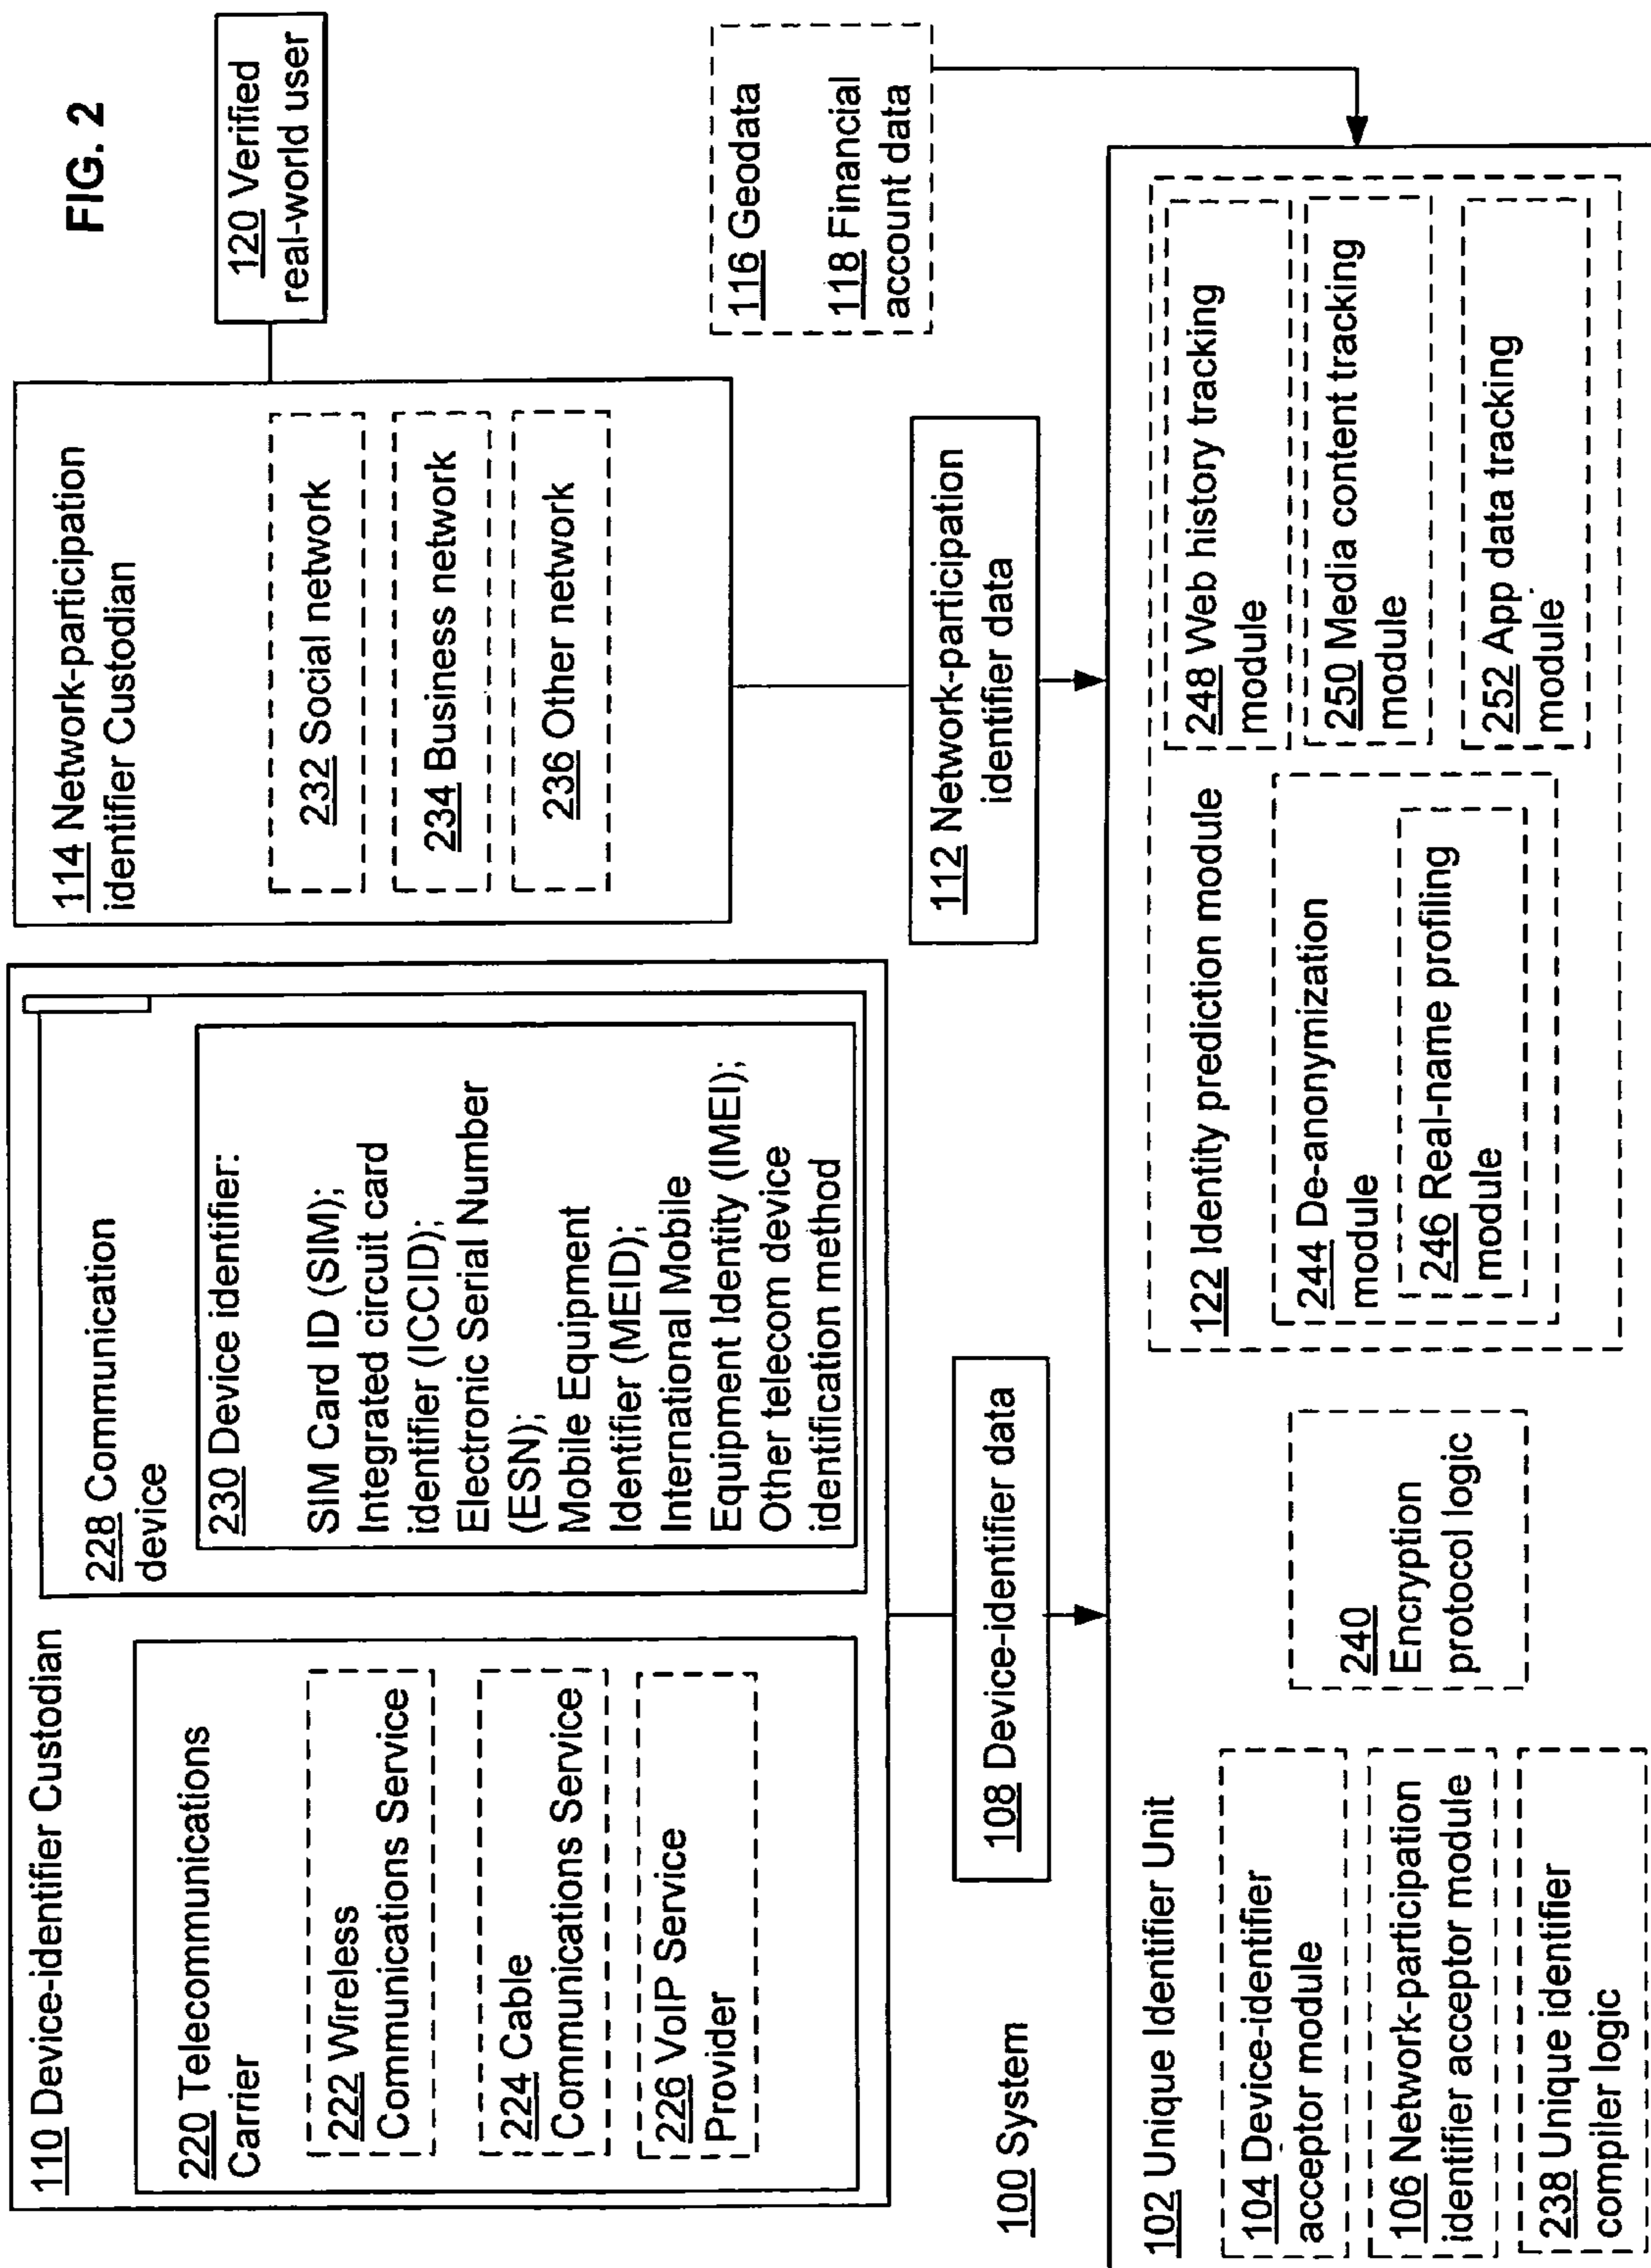 FIG. 2
110 Device-identifier Custodian
220 Telecommunications
Carrier
222 Wireless
Communications Service
224 Cable
Communications Service
226 VoIP Service
Provider
228 Communication
device
230 Device identifier:
SIM Card ID (SIM);
Integrated circuit card
identifier (ICCID);
Electronic Serial Number
(ESN);
Mobile Equipment
Identifier (MEID);
International Mobile
Equipment Identity (IMEI);
Other telecom device
identification method
114 Network-participation
identifier Custodian
232 Social network
234 Business network
236 Other network
120 Verified
real-world user
100 System
108 Device-identifier data
112 Network-participation
identifier data
116 Geodata
118 Financial
account data
102 Unique Identifier Unit
104 Device-identifier
acceptor module
106 Network-participation
identifier acceptor module
238 Unique identifier
compiler logic
240
Encryption
protocol logic
122 Identity prediction module
244 De-anonymization
module
246 Real-name profiling
module
248 Web history tracking
module
250 Media content tracking
module
252 App data tracking
module